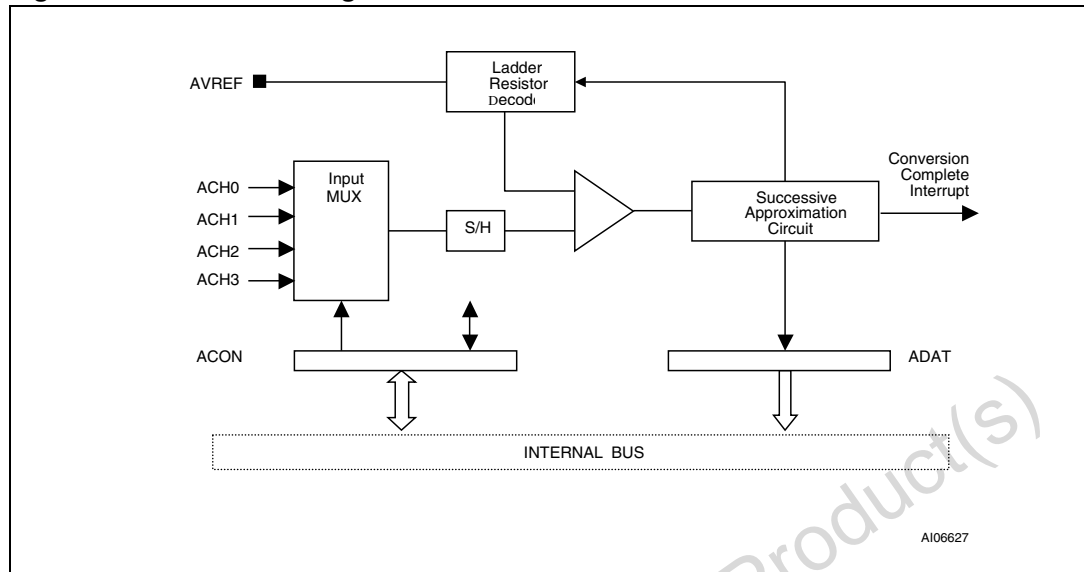 Ladder
Resistor
Decod
AVREF
Conversion
Complete
Interrupt
ACH0
ACH1
ACH2
ACH3
Input
MUX
S/H
Successive
Approximation
Circuit
ACON
ADAT
INTERNAL BUS
Product(s)
AI06627